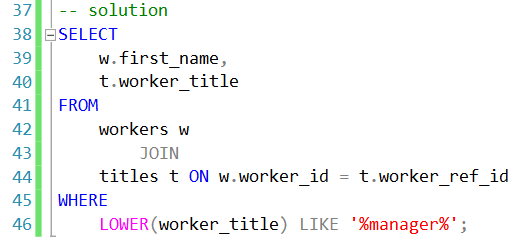 37 -- solution
38 SELECT
39     w.first_name,
40     t.worker_title
41 FROM
42     workers w
43         JOIN
44     titles t ON w.worker_id = t.worker_ref_id
45 WHERE
46     LOWER(worker_title) LIKE '%manager%';